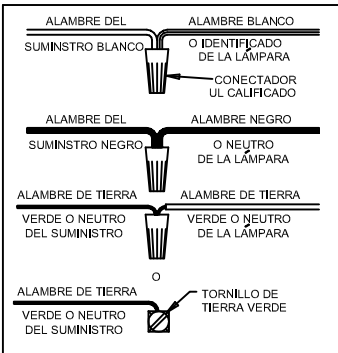 ALAMBRE DEL ALAMBRE BLANCO
SUMINSTRO BLANCO O IDENTIFICADO
DE LA LÁMPARA
CONECTADOR
UL CALIFICADO
ALAMBRE DEL ALAMBRE NEGRO
SUMINSTRO NEGRO O NEUTRO
DE LA LÁMPARA
ALAMBRE DE TIERRA ALAMBRE DE TIERRA
VERDE O NEUTRO VERDE O NEUTRO
DEL SUMINISTRO DE LA LÁMPARA
O
ALAMBRE DE TIERRA TORNILLO DE
TIERRA VERDE
VERDE O NEUTRO
DEL SUMINISTRO